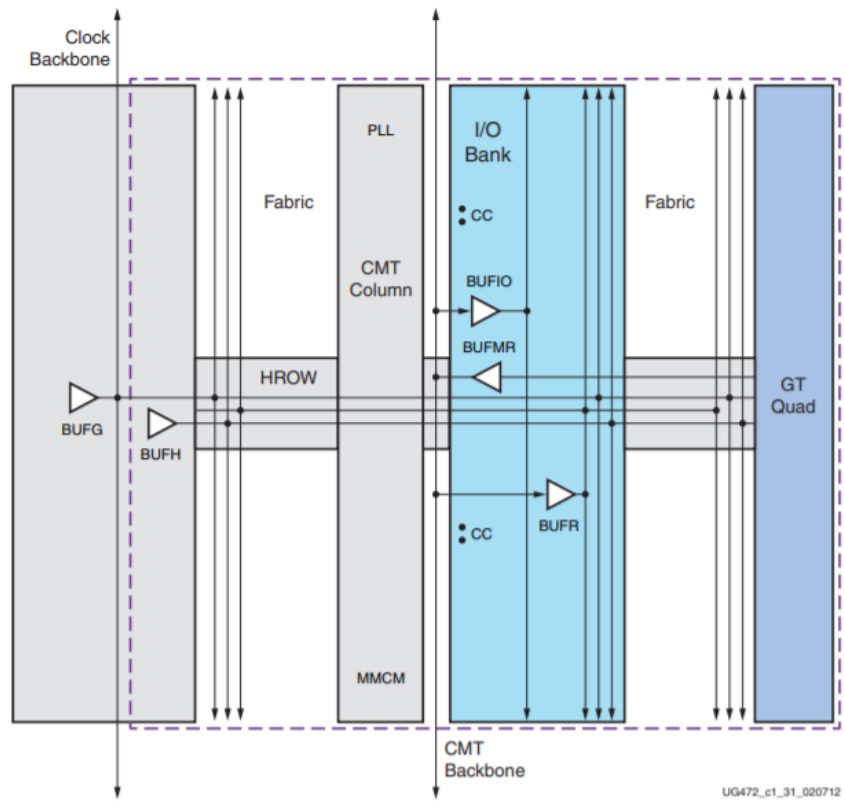 Clock
Backbone
PLL
I/O
Bank
Fabric
Fabric
CC
CMT
Column
BUFIO
BUFMR
HROW
GT
Quad
BUFG
BUFH
BUFR
CC
MMCM
CMT
Backbone
UG472_c1_31_020712